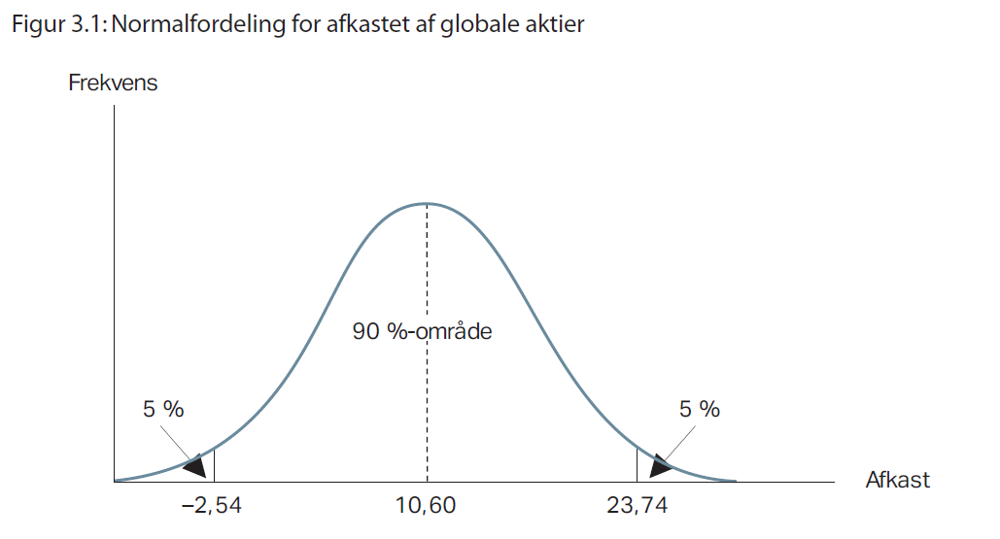 Figur 3.1: Normalfordeling for afkastet af globale aktier
Frekvens
90 %-område
5 %
5 %
Afkast
–2,54
10,60
23,74